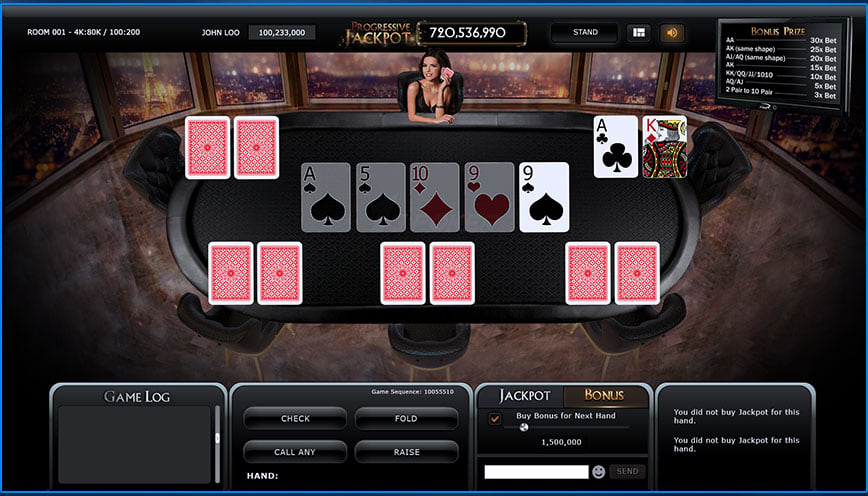 ROOM 001 - 4K:80K / 100:200
JOHN LOO
100,233,000
PROGRESSIVE
JACKPOT
720,536,990
STAND
BONUS PRIZE
AA 30x Bet
AK (same shape) 25x Bet
AJ/AQ (same shape) 20x Bet
AK 15x Bet
KK/QQ/JJ/1010 10x Bet
AQ/AJ 5x Bet
2 Pair to 10 Pair 3x Bet
A
K
A
5
10
9
9
GAME LOG
Game Sequence: 10055510
CHECK
FOLD
CALL ANY
RAISE
HAND:
JACKPOT
BONUS
Buy Bonus for Next Hand
1,500,000
SEND
You did not buy Jackpot for this
hand.
You did not buy Jackpot for this
hand.